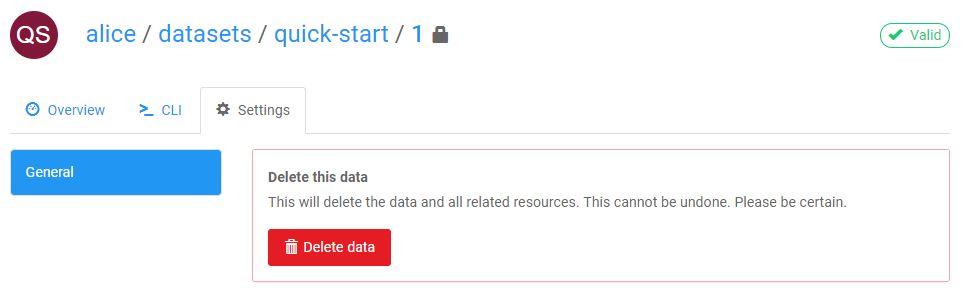 QS alice / datasets / quick-start / 1 Valid
Overview CLI Settings
General
Delete this data
This will delete the data and all related resources. This cannot be undone. Please be certain.
Delete data